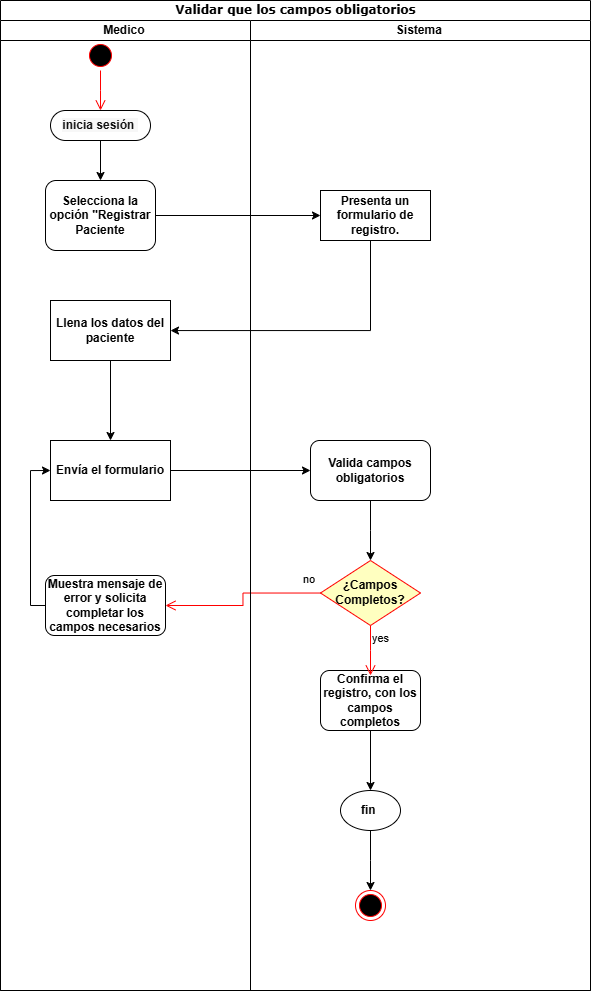 Validar que los campos obligatorios
Medico
Sistema
inicia sesión
Selecciona la
opción "Registrar
Paciente
Presenta un
formulario de
registro.
Llena los datos del
paciente
Envía el formulario
Valida campos
obligatorios
¿Campos
Completos?
no
Muestra mensaje de
error y solicita
completar los
campos necesarios
yes
Confirma el
registro, con los
campos
completos
fin